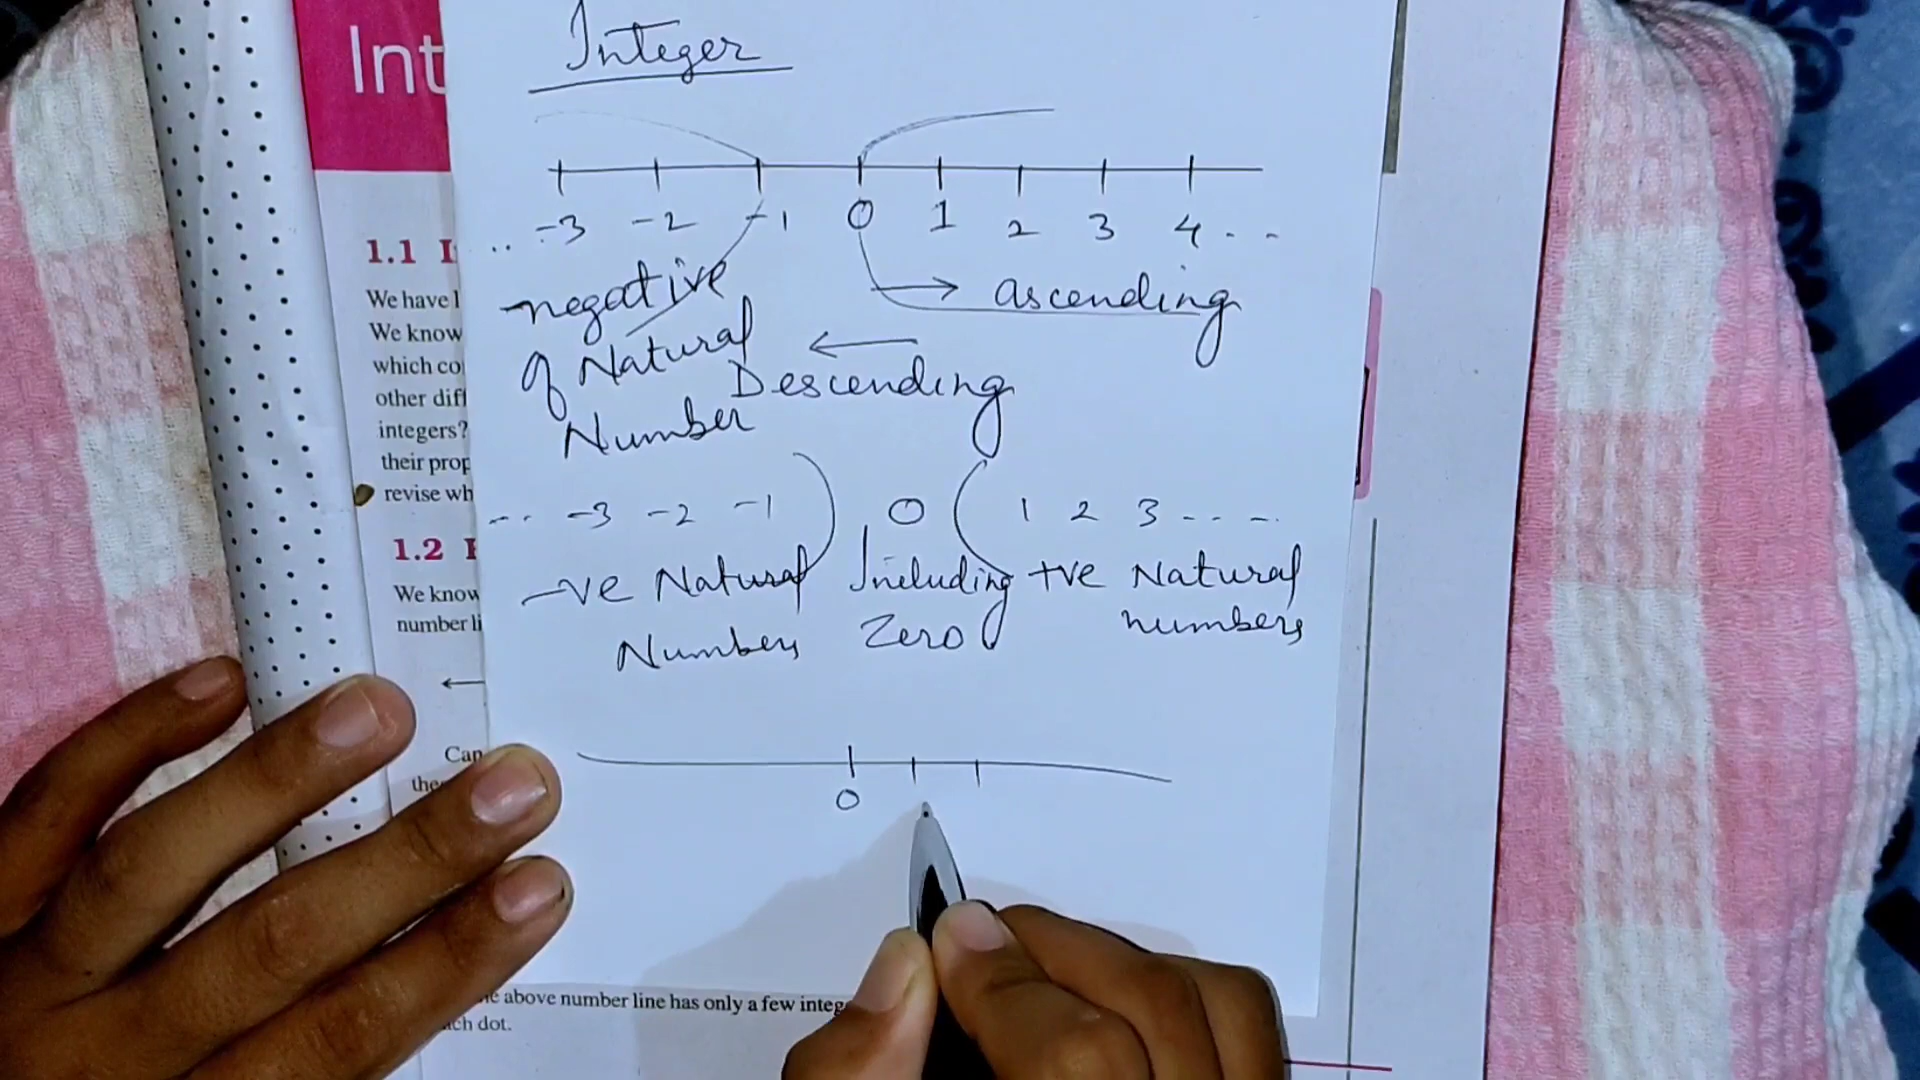 Int
Integer
.. -3 -2 -1 0 1 2 3 4 . .
negative
of Natural
Number
→ ascending
←
Descending
... -3 -2 -1 0 1 2 3 - - -
-ve Natural
Numbers
Including
Zero
+ve Natural
numbers
0
1.1 I
We have l
We know
which co
other diff
integers?
their prop
revise wh
1.2
We know
number li
←
Can
the
above number line has only a few integ
dot.